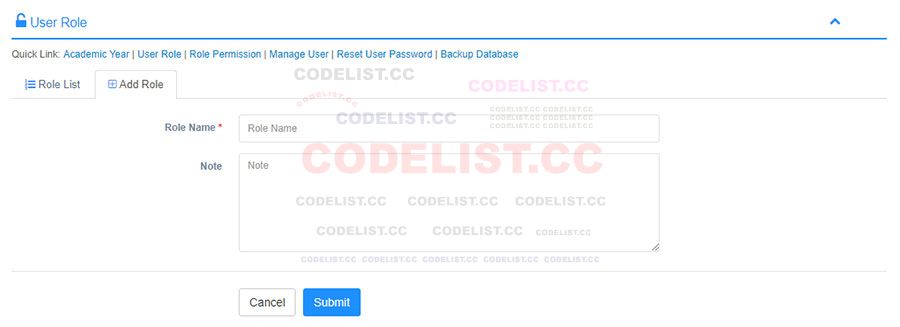 User Role
Quick Link: Academic Year | User Role | Role Permission | Manage User | Reset User Password | Backup Database
CODELIST.CC
Role List
Add Role
CODELIST.CC
CODELIST.CC
CODELIST.CC
CODELIST.CC CODELIST.CC
CODELIST.CC CODELIST.CC
CODELIST.CC CODELIST.CC
Role Name *
Role Name
Note
Note
CODELIST.CC
CODELIST.CC CODELIST.CC CODELIST.CC
CODELIST.CC CODELIST.CC CODELIST.CC
CODELIST.CC CODELIST.CC CODELIST.CC CODELIST.CC CODELIST.CC
Cancel
Submit